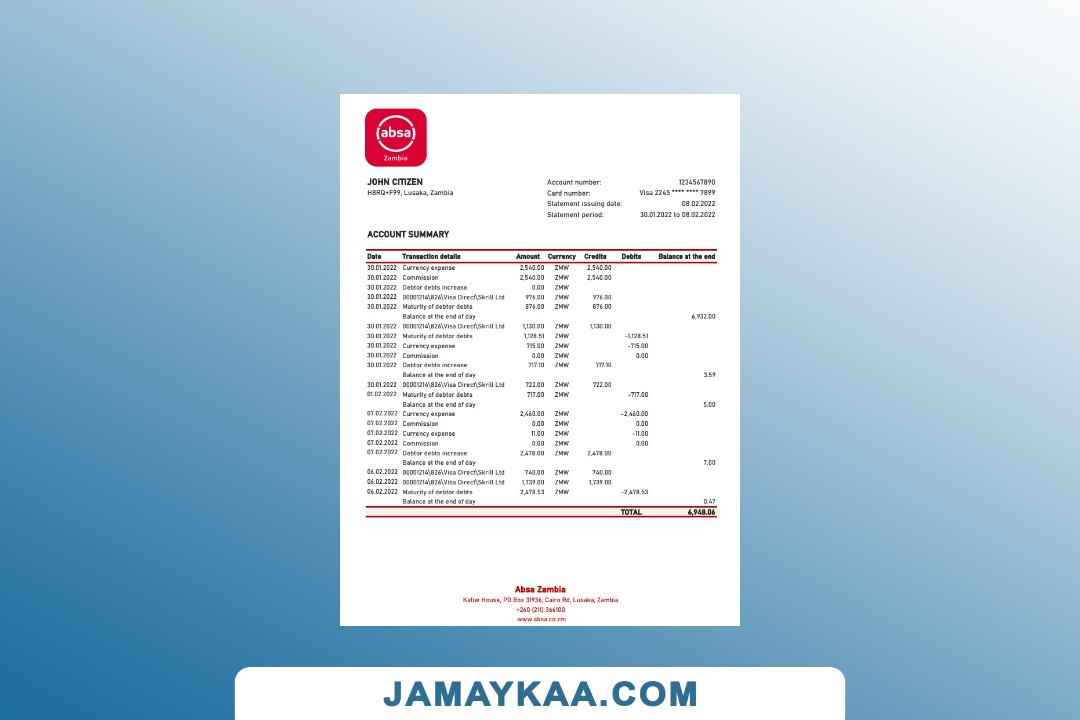 absa
Zambia
JOHN CITIZEN
H8RQ+F99, Lusaka, Zambia
Account number: 1234567890
Card number: Visa 2245 **** **** 7899
Statement issuing date: 08.02.2022
Statement period: 30.01.2022 to 08.02.2022
ACCOUNT SUMMARY
Date Transaction details Amount Currency Credits Debits Balance at the end
30.01.2022 Currency expense 2,540.00 ZMW 2,540.00
30.01.2022 Commission 2,540.00 ZMW 2,540.00
30.01.2022 Debtor debts increase 0.00 ZMW
30.01.2022 00001214\826\Visa Direct\Skrill Ltd 976.00 ZMW 976.00
30.01.2022 Maturity of debtor debts 876.00 ZMW 876.00
Balance at the end of day 6,932.00
30.01.2022 00001214\826\Visa Direct\Skrill Ltd 1,130.00 ZMW 1,130.00
30.01.2022 Maturity of debtor debts 1,128.51 ZMW -1,128.51
30.01.2022 Currency expense 715.00 ZMW -715.00
30.01.2022 Commission 0.00 ZMW 0.00
30.01.2022 Debtor debts increase 717.10 ZMW 717.10
Balance at the end of day 3.59
30.01.2022 00001214\826\Visa Direct\Skrill Ltd 722.00 ZMW 722.00
01.02.2022 Maturity of debtor debts 717.00 ZMW -717.00
Balance at the end of day 5.00
07.02.2022 Currency expense 2,460.00 ZMW -2,460.00
07.02.2022 Commission 0.00 ZMW 0.00
07.02.2022 Currency expense 11.00 ZMW -11.00
07.02.2022 Commission 0.00 ZMW 0.00
07.02.2022 Debtor debts increase 2,478.00 ZMW 2,478.00
Balance at the end of day 7.00
06.02.2022 00001214\826\Visa Direct\Skrill Ltd 740.00 ZMW 740.00
06.02.2022 00001214\826\Visa Direct\Skrill Ltd 1,739.00 ZMW 1,739.00
06.02.2022 Maturity of debtor debts 2,478.53 ZMW -2,478.53
Balance at the end of day 0.47
TOTAL 6,948.06
Absa Zambia
Kafue House, PO Box 31936, Cairo Rd, Lusaka, Zambia
+260 (211) 366100
www.absa.co.zm
JAMAYKAA.COM